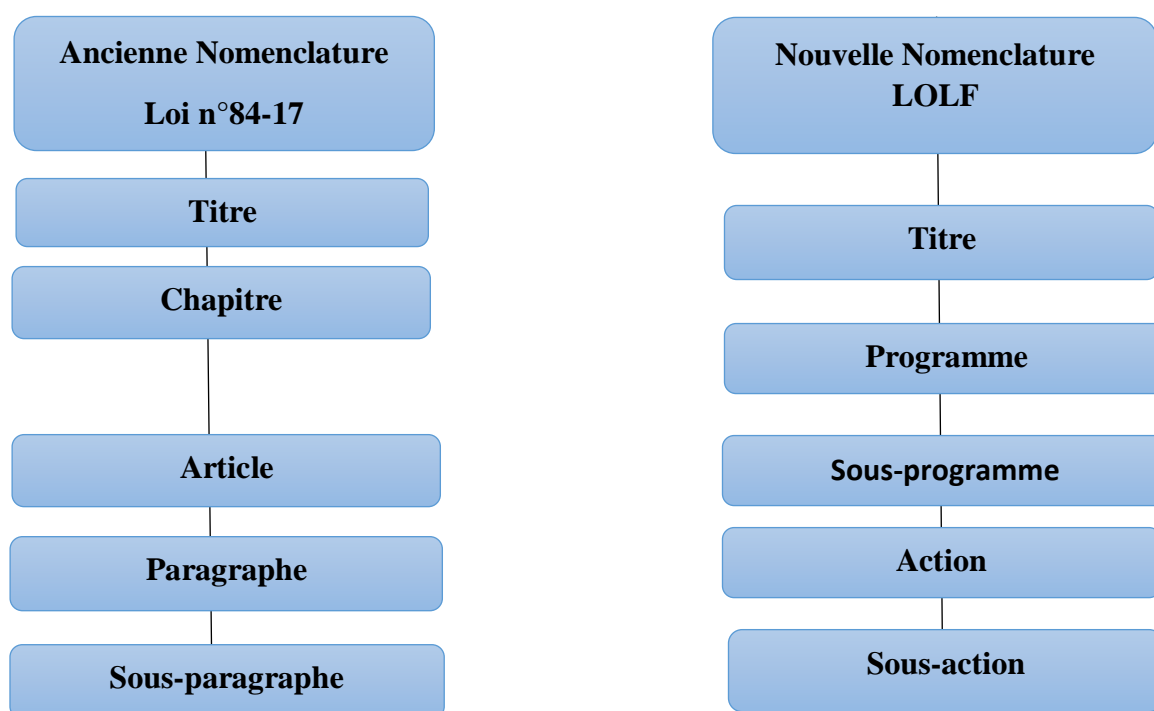 Ancienne Nomenclature
Loi n°84-17
Titre
Chapitre
Article
Paragraphe
Sous-paragraphe
Nouvelle Nomenclature
LOLF
Titre
Programme
Sous-programme
Action
Sous-action